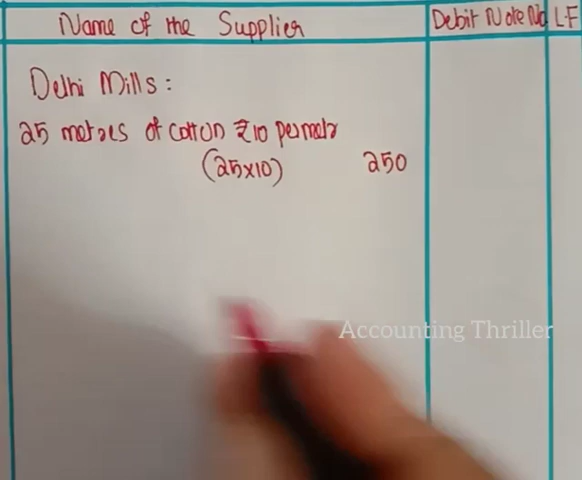 Name of the Supplier
Debit Note No
L.F
Delhi Mills:
25 metres of cotton ₹10 per metr
(25x10) 250
Accounting Thriller